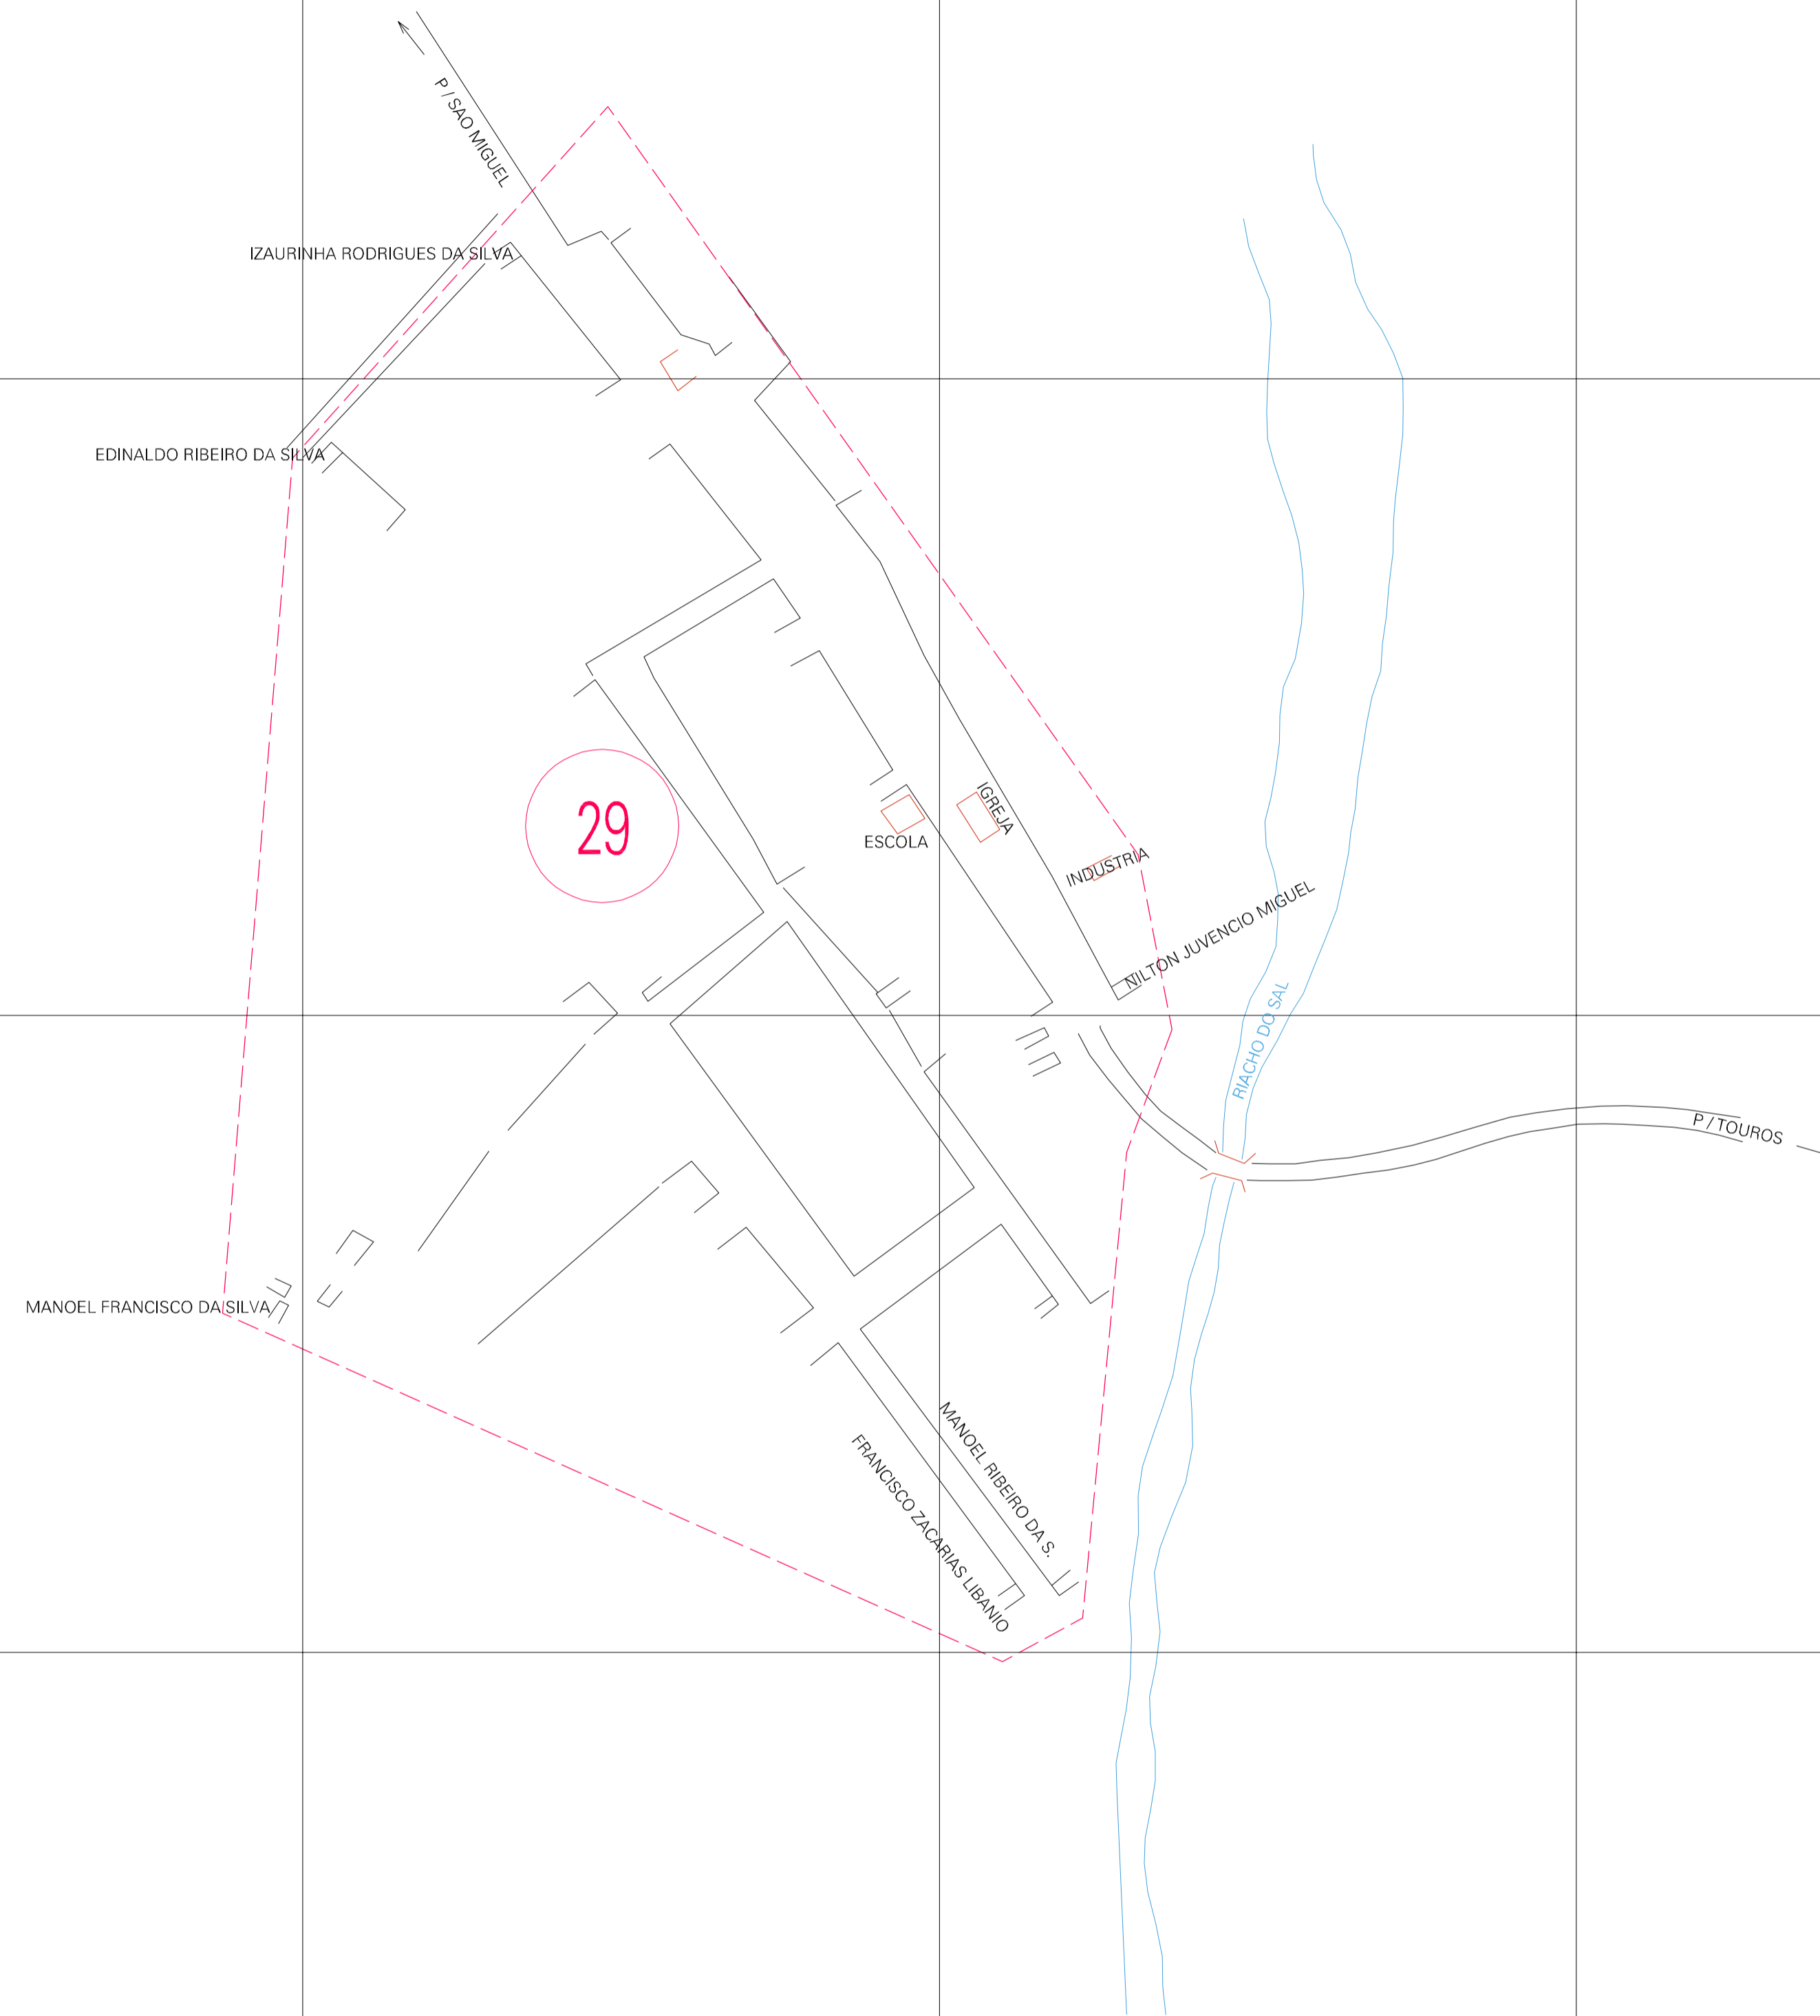 P / SAO MIGUEL
IZAURINHA RODRIGUES DA SILVA
EDINALDO RIBEIRO DA SILVA
29
IGREJA
ESCOLA
INDUSTRIA
NILTON JUVENCIO MIGUEL
RIACHO DO SAL
P / TOUROS
MANOEL FRANCISCO DA SILVA
MANOEL RIBEIRO DA S.
FRANCISCO ZACARIAS LIBANIO